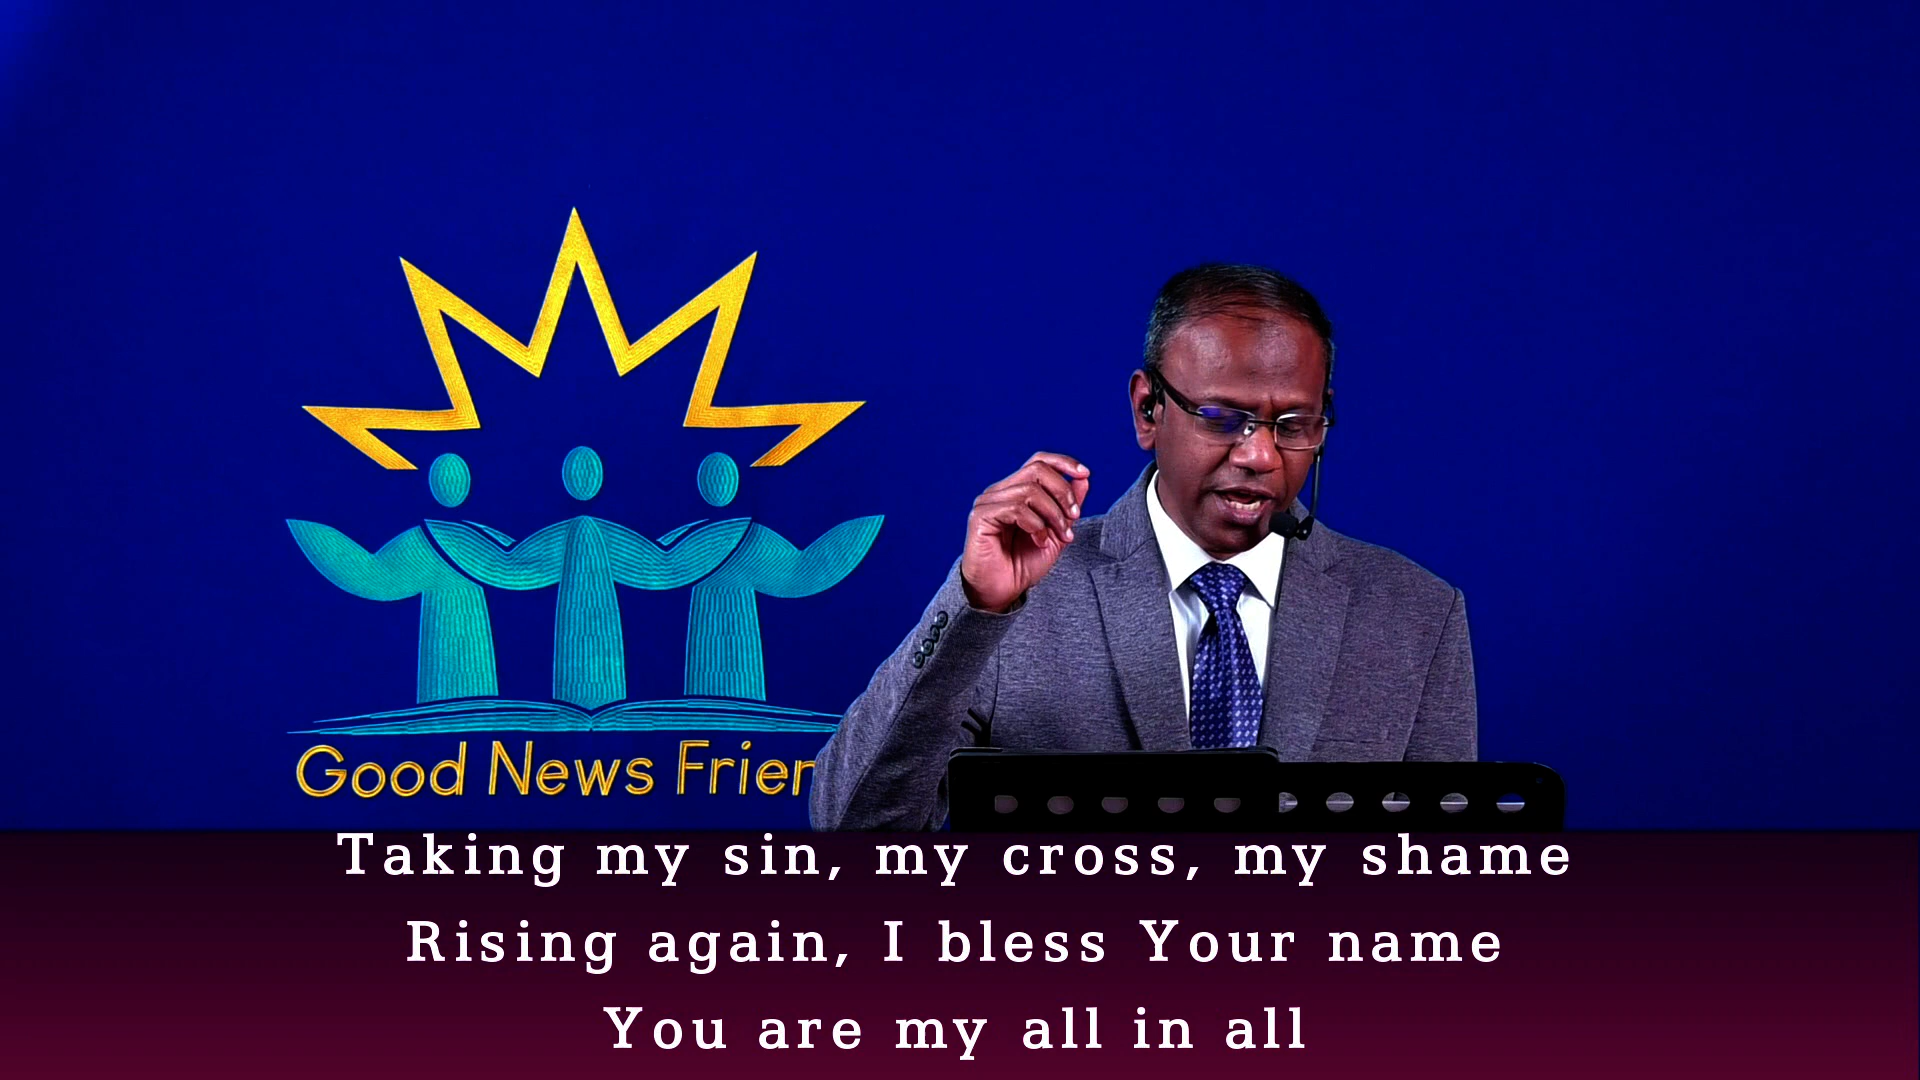 Good News Frien
Taking my sin, my cross, my shame
Rising again, I bless Your name
You are my all in all